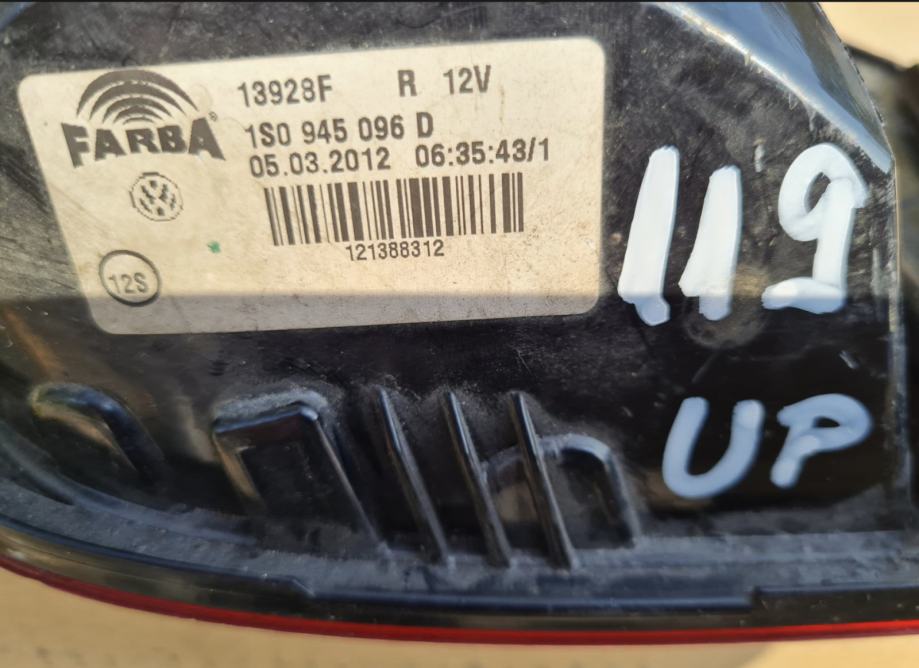 13928F R 12V
FARBA®
1S0 945 096 D
05.03.2012 06:35:43/1
121388312
12S
119
UP